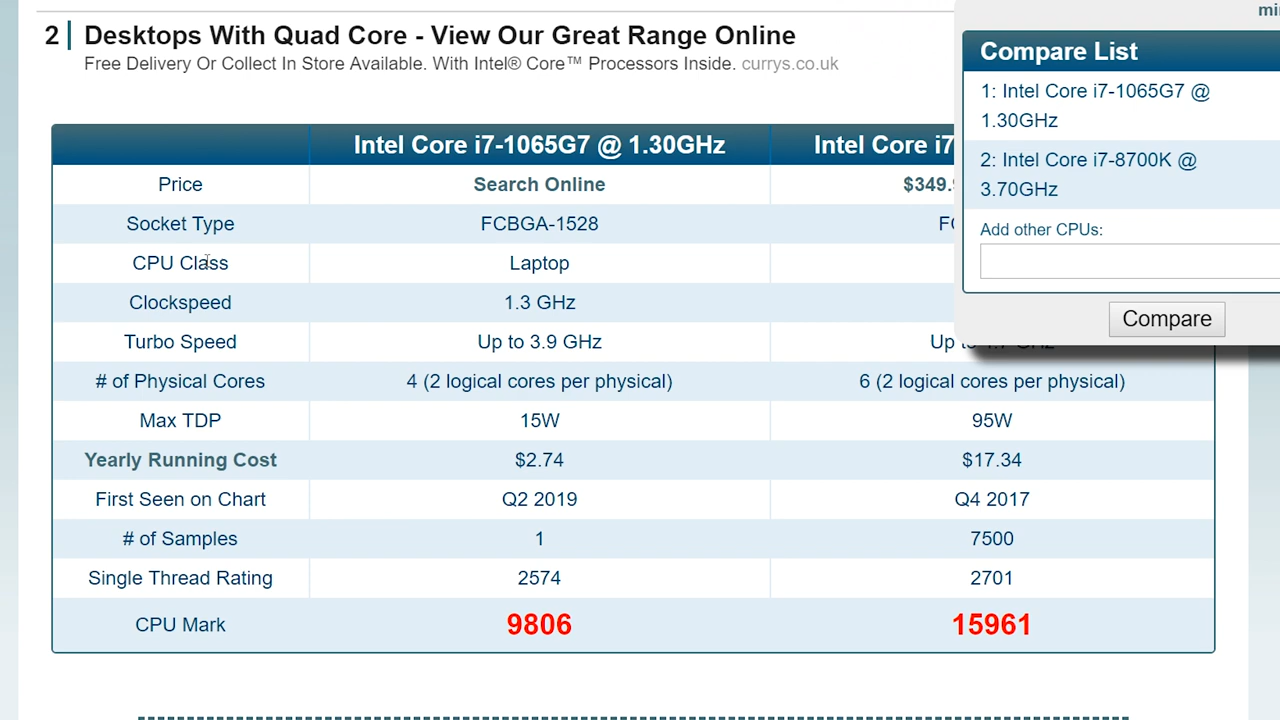 mi
2 Desktops With Quad Core - View Our Great Range Online
Free Delivery Or Collect In Store Available. With Intel® Core™ Processors Inside. currys.co.uk
Compare List
1: Intel Core i7-1065G7 @
1.30GHz
2: Intel Core i7-8700K @
3.70GHz
Add other CPUs:
Compare
Intel Core i7-1065G7 @ 1.30GHz Intel Core i7
Price Search Online $349.
Socket Type FCBGA-1528 FC
CPU Class Laptop
Clockspeed 1.3 GHz
Turbo Speed Up to 3.9 GHz Up to
# of Physical Cores 4 (2 logical cores per physical) 6 (2 logical cores per physical)
Max TDP 15W 95W
Yearly Running Cost $2.74 $17.34
First Seen on Chart Q2 2019 Q4 2017
# of Samples 1 7500
Single Thread Rating 2574 2701
CPU Mark 9806 15961